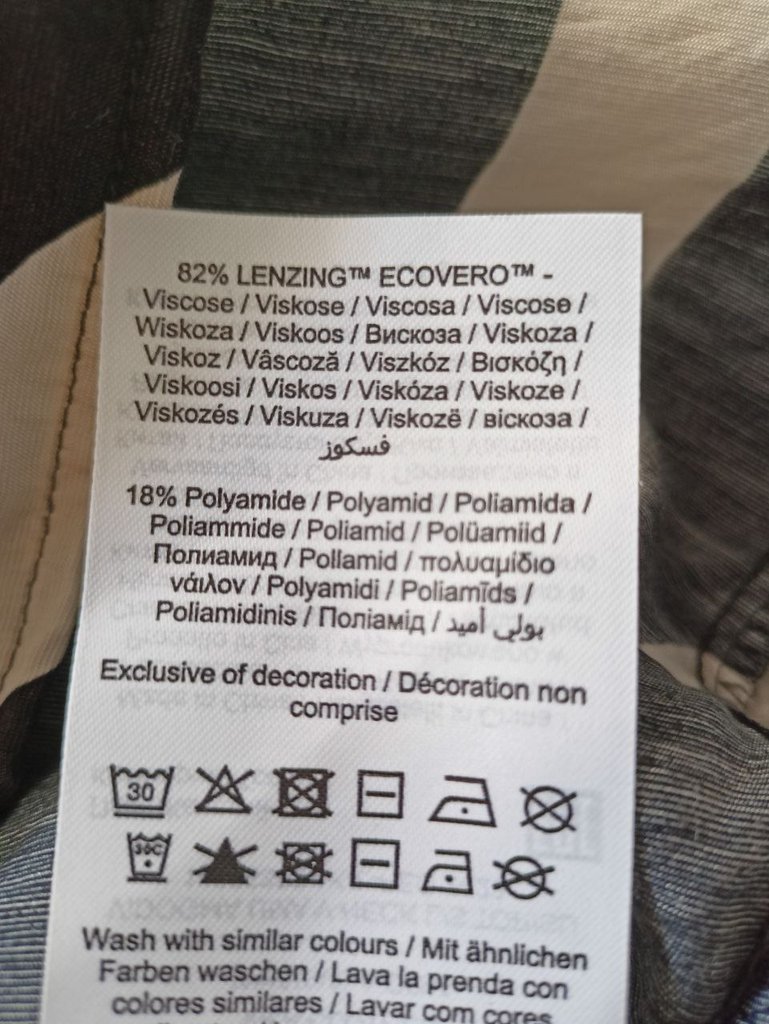 82% LENZING™ ECOVERO™ -
Viscose / Viskose / Viscosa / Viscose /
Wiskoza / Viskoos / Вискоза / Viskoza /
Viskoz / Vâscoză / Viszkóz / Βισκόζη /
Viskoosi / Viskos / Viskóza / Viskoze /
Viskozés / Viskuza / Viskozë / віскоза /
فسكوز
18% Polyamide / Polyamid / Poliamida /
Poliammide / Poliamid / Polüamiid /
Полиамид / Pollamid / πολυαμίδιο
νάιλον / Polyamidi / Poliamīds /
Poliamidinis / Поліамід / بولي أميد
Exclusive of decoration / Décoration non
comprise
30
30C
Wash with similar colours / Mit ähnlichen
Farben waschen / Lava la prenda con
colores similares / Lavar com cores